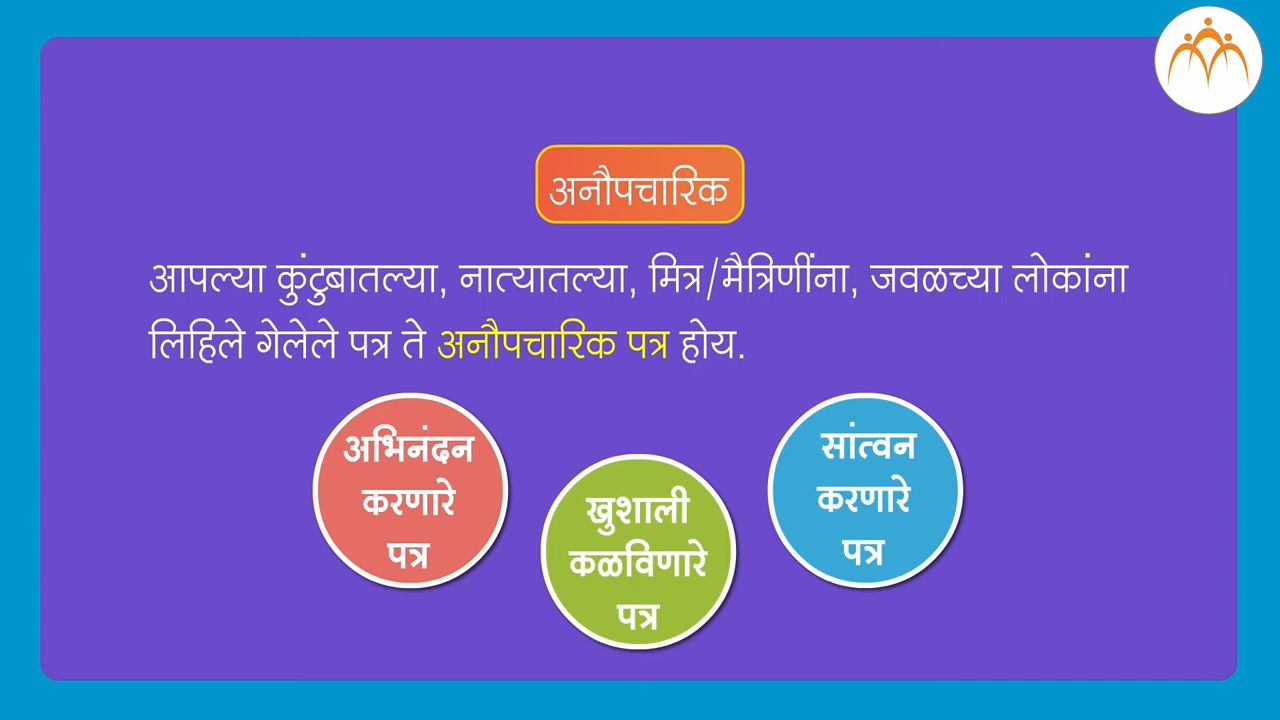 अनौपचारिक
आपल्या कुंटुबातल्या, नात्यातल्या, मित्र/मैत्रिणींना, जवळच्या लोकांना
लिहिले गेलेले पत्र ते अनौपचारिक पत्र होय.
अभिनंदन
करणारे
पत्र
खुशाली
कळविणारे
पत्र
सांत्वन
करणारे
पत्र